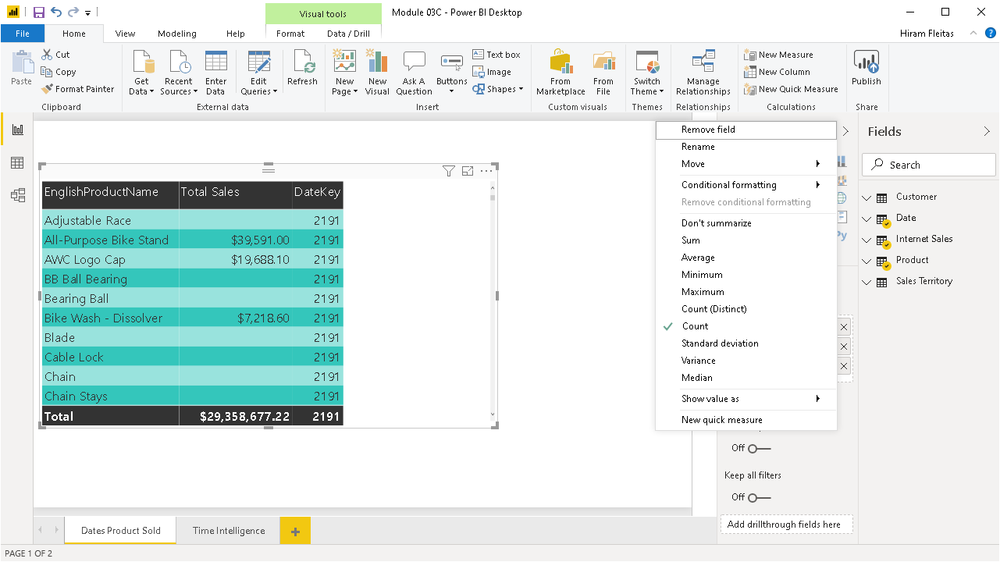 Visual tools
Module 03C - Power BI Desktop
File
Home
View
Modeling
Help
Format
Data / Drill
Hiram Fleitas
Paste
Cut
Copy
Format Painter
Clipboard
Get Data
Recent Sources
Enter Data
Edit Queries
External data
Refresh
New Page
New Visual
Ask A Question
Buttons
Text box
Image
Shapes
Insert
From Marketplace
From File
Custom visuals
Switch Theme
Themes
Manage Relationships
Relationships
New Measure
New Column
New Quick Measure
Calculations
Publish
Share
EnglishProductName Total Sales DateKey
Adjustable Race 2191
All-Purpose Bike Stand $39,591.00 2191
AWC Logo Cap $19,688.10 2191
BB Ball Bearing 2191
Bearing Ball 2191
Bike Wash - Dissolver $7,218.60 2191
Blade 2191
Cable Lock 2191
Chain 2191
Chain Stays 2191
Total $29,358,677.22 2191
Remove field
Rename
Move
Conditional formatting
Remove conditional formatting
Don't summarize
Sum
Average
Minimum
Maximum
Count (Distinct)
Count
Standard deviation
Variance
Median
Show value as
New quick measure
Py
Off
Keep all filters
Off
Add drillthrough fields here
Fields
Search
Customer
Date
Internet Sales
Product
Sales Territory
Dates Product Sold
Time Intelligence
PAGE 1 OF 2